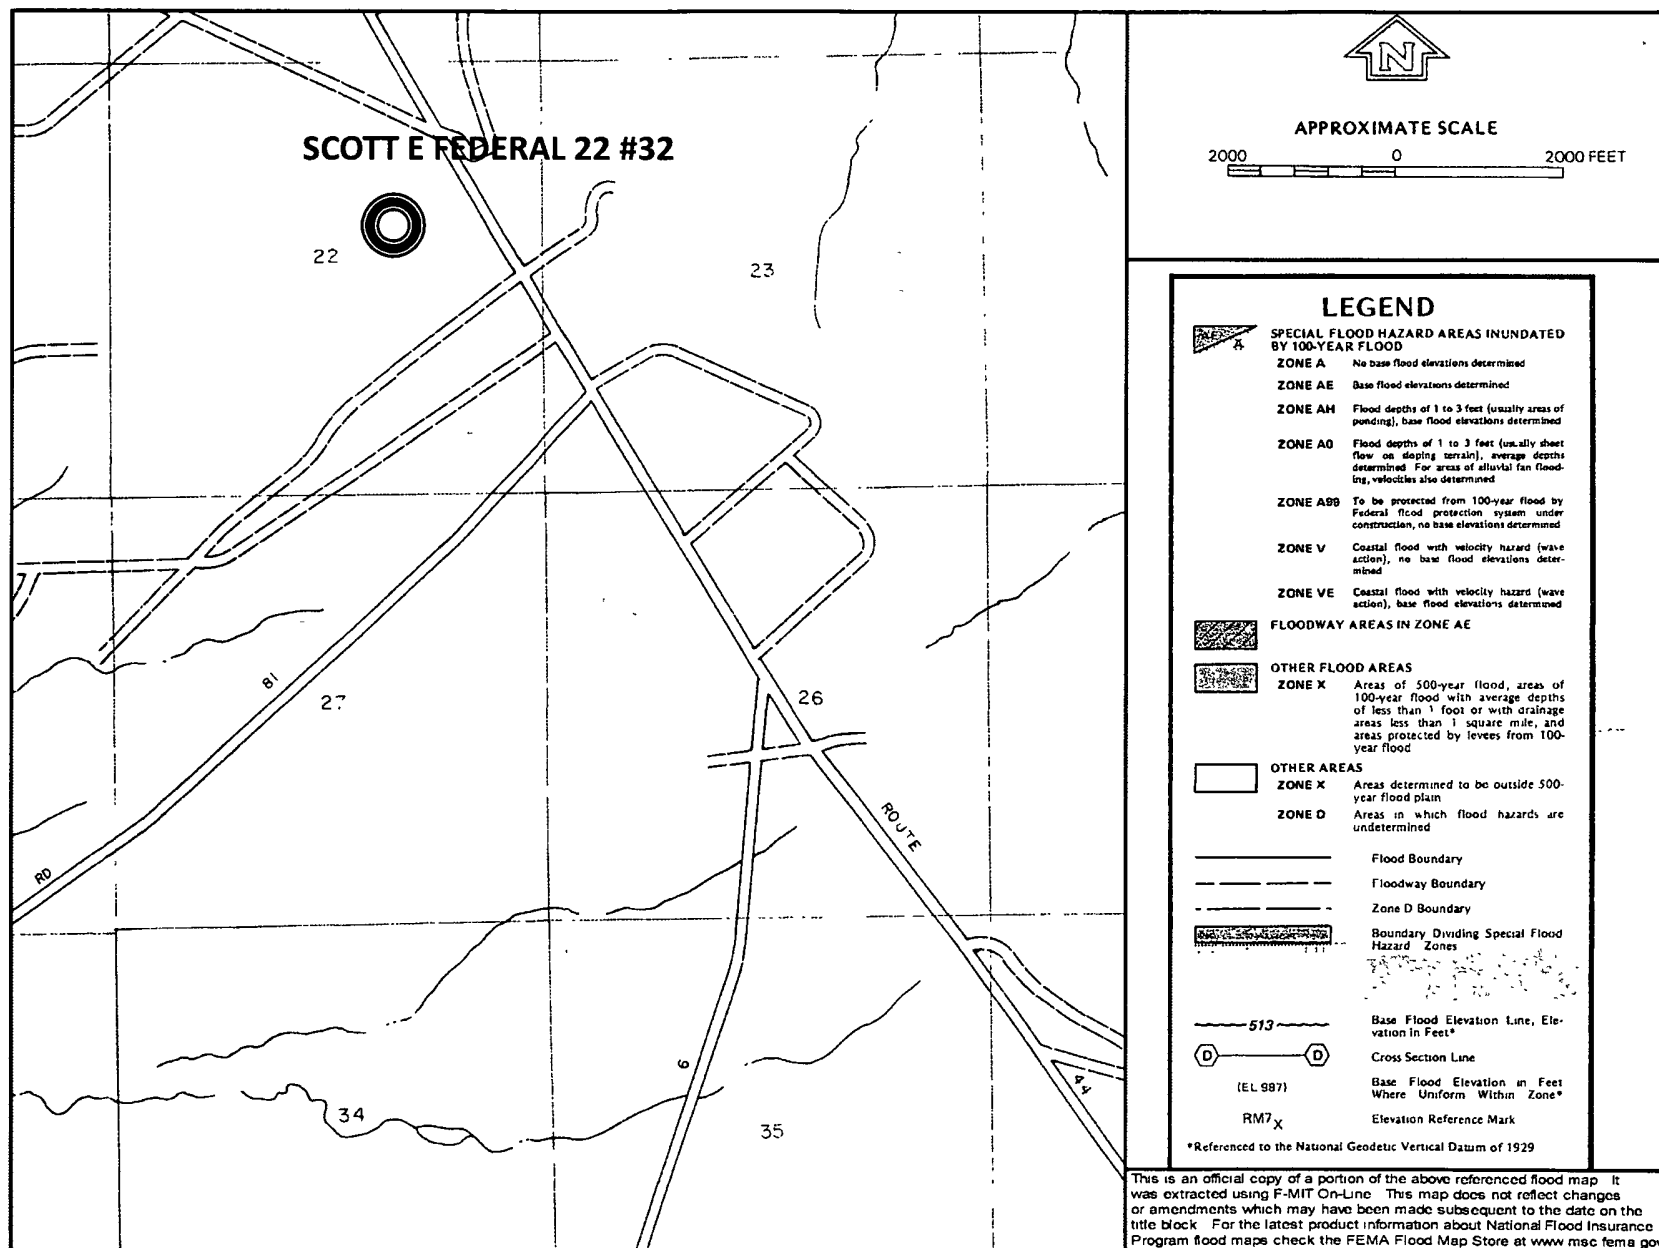 SCOTT E FEDERAL 22 #32
22
23
81
27
26
RD
ROUTE
9
44
34
35
N
APPROXIMATE SCALE
2000 0 2000 FEET
LEGEND
A
SPECIAL FLOOD HAZARD AREAS INUNDATED
BY 100-YEAR FLOOD
ZONE A No base flood elevations determined
ZONE AE Base flood elevations determined
ZONE AH Flood depths of 1 to 3 feet (usually areas of
ponding), base flood elevations determined
ZONE A0 Flood depths of 1 to 3 feet (usually sheet
flow on sloping terrain), average depths
determined For areas of alluvial fan flood-
ing, velocities also determined
ZONE A99 To be protected from 100-year flood by
Federal flood protection system under
construction, no base elevations determined
ZONE V Coastal flood with velocity hazard (wave
action), no base flood elevations deter-
mined
ZONE VE Coastal flood with velocity hazard (wave
action), base flood elevations determined
FLOODWAY AREAS IN ZONE AE
OTHER FLOOD AREAS
ZONE X Areas of 500-year flood, areas of
100-year flood with average depths
of less than 1 foot or with drainage
areas less than 1 square mile, and
areas protected by levees from 100-
year flood
OTHER AREAS
ZONE X Areas determined to be outside 500-
year flood plain
ZONE D Areas in which flood hazards are
undetermined
Flood Boundary
Floodway Boundary
Zone D Boundary
Boundary Dividing Special Flood
Hazard Zones
513 Base Flood Elevation Line, Ele-
vation in Feet*
D D Cross Section Line
(EL 987) Base Flood Elevation in Feet
Where Uniform Within Zone*
RM7X Elevation Reference Mark
*Referenced to the National Geodetic Vertical Datum of 1929
This is an official copy of a portion of the above referenced flood map It
was extracted using F-MIT On-Line This map does not reflect changes
or amendments which may have been made subsequent to the date on the
title block For the latest product information about National Flood Insurance
Program flood maps check the FEMA Flood Map Store at www msc fema gov